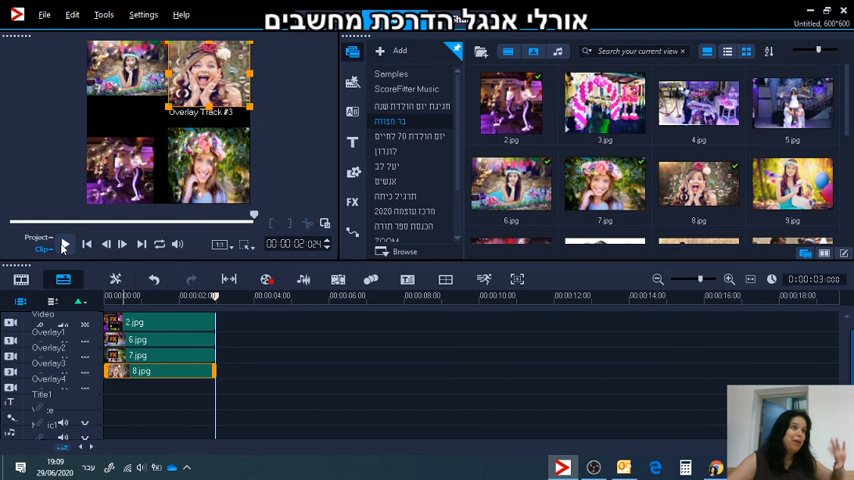 אורלי אנגל הדרכת מחשבים
File Edit Tools Settings Help
Untitled, 600*600
Overlay Track #3
Project
Clip
1:1
00:00:02:024
Add
Samples
ScoreFitter Music
חגיגת יום הולדת שנה
בר מצווה
יום הולדת 70 לחיים
לונדון
יעל לב
אנשים
תרגיל כיתה
מרכז עוצמה 2020
הכנסת ספר תורה
ZOOM
Browse
Search your current view
2.jpg 3.jpg 4.jpg 5.jpg
6.jpg 7.jpg 8.jpg 9.jpg
0:00:03:000
00:00:00:00 00:00:02:00 00:00:04:00 00:00:06:00 00:00:08:00 00:00:10:00 00:00:12:00 00:00:14:00 00:00:16:00 00:00:18:00
Video
Overlay1
Overlay2
Overlay3
Overlay4
Title1
2.jpg
6.jpg
7.jpg
8.jpg
FX
19:09
29/06/2020
עבר